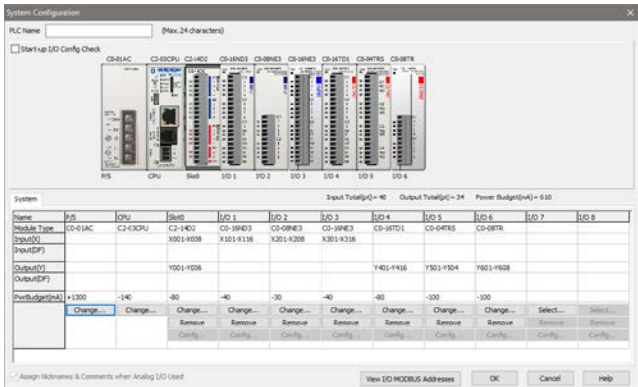 System Configuration
PLC Name (Max. 24 characters)
Start-up I/O Config Check
C0-01AC C2-03CPU C2-14D2 C0-16ND3 C0-08NE3 C0-16NE3 C0-16TD1 C0-04TRS C0-08TR
P/S CPU Slot0 I/O 1 I/O 2 I/O 3 I/O 4 I/O 5 I/O 6
System Input Total(pt)= 48 Output Total(pt)= 34 Power Budget(mA)= 610
Name P/S CPU Slot0 I/O 1 I/O 2 I/O 3 I/O 4 I/O 5 I/O 6 I/O 7 I/O 8
Module Type C0-01AC C2-03CPU C2-14D2 C0-16ND3 C0-08NE3 C0-16NE3 C0-16TD1 C0-04TRS C0-08TR
Input(X) X001-X038 X101-X116 X201-X208 X301-X316
Input(DF)
Output(Y) Y001-Y036 Y401-Y416 Y501-Y504 Y601-Y608
Output(DF)
PwrBudget(mA) +1300 -140 -80 -40 -30 -40 -80 -100 -100
Change... Change... Change... Change... Change... Change... Change... Change... Change... Select... Select...
Remove Remove Remove Remove Remove Remove Remove Remove Remove
Config... Config... Config... Config... Config... Config... Config... Config... Config...
Assign Nicknames & Comments when Analog I/O Used
View I/O MODBUS Addresses OK Cancel Help